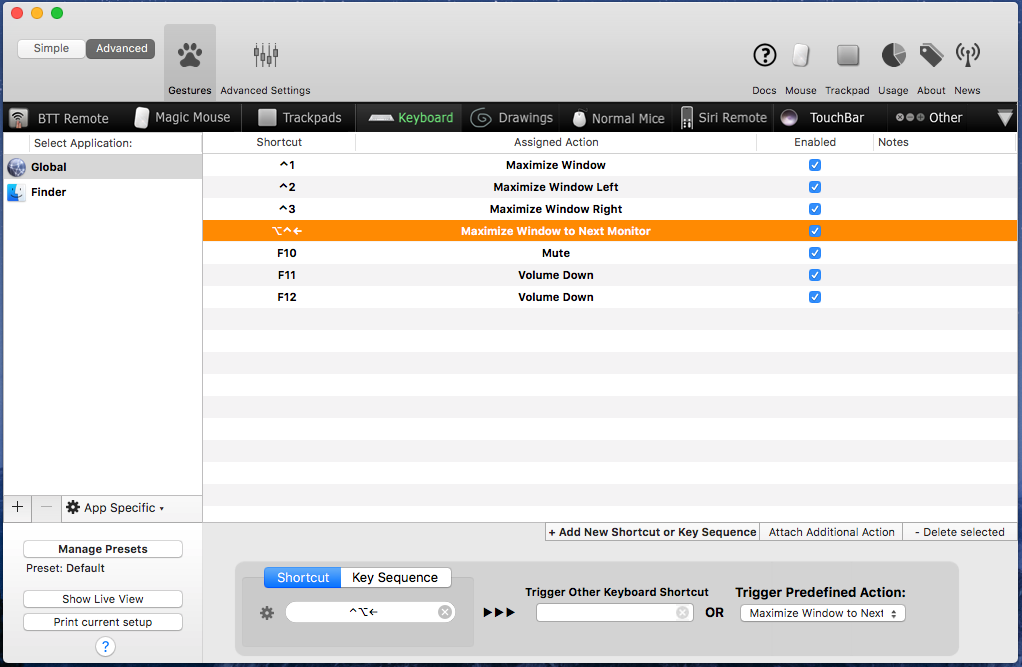 Simple Advanced
Gestures Advanced Settings Docs Mouse Trackpad Usage About News
BTT Remote Magic Mouse Trackpads Keyboard Drawings Normal Mice Siri Remote TouchBar Other
Select Application: Shortcut Assigned Action Enabled Notes
Global
Finder
^1 Maximize Window
^2 Maximize Window Left
^3 Maximize Window Right
⌥^← Maximize Window to Next Monitor
F10 Mute
F11 Volume Down
F12 Volume Down
+ − App Specific
+ Add New Shortcut or Key Sequence Attach Additional Action - Delete selected
Manage Presets
Preset: Default
Show Live View
Print current setup
?
Shortcut Key Sequence
^⌥←
▶▶▶
Trigger Other Keyboard Shortcut
OR
Trigger Predefined Action:
Maximize Window to Next